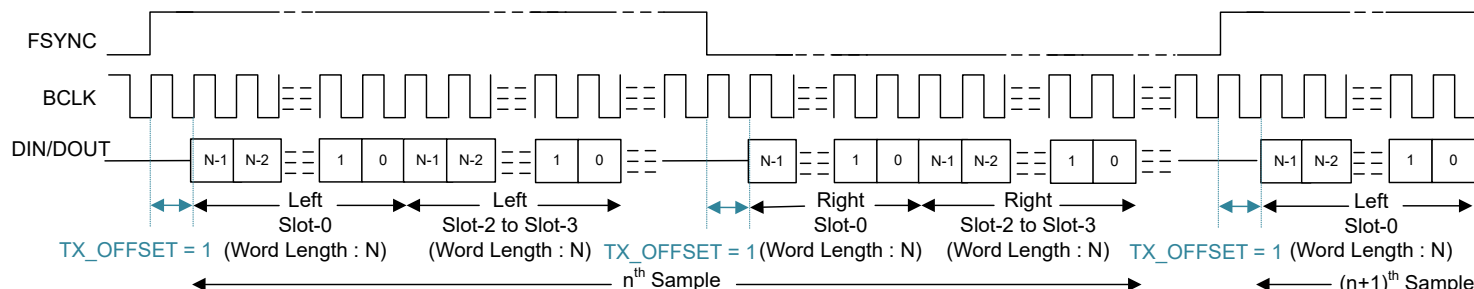 FSYNC
BCLK
DIN/DOUT
N-1 N-2 1 0 N-1 N-2 1 0 N-1 1 0 N-1 N-2 1 0 N-1 N-2 1 0
Left Left Right Right Left
Slot-0 Slot-2 to Slot-3 Slot-0 Slot-2 to Slot-3 Slot-0
TX_OFFSET = 1 (Word Length : N) (Word Length : N) TX_OFFSET = 1 (Word Length : N) (Word Length : N) TX_OFFSET = 1 (Word Length : N)
nth Sample (n+1)th Sample